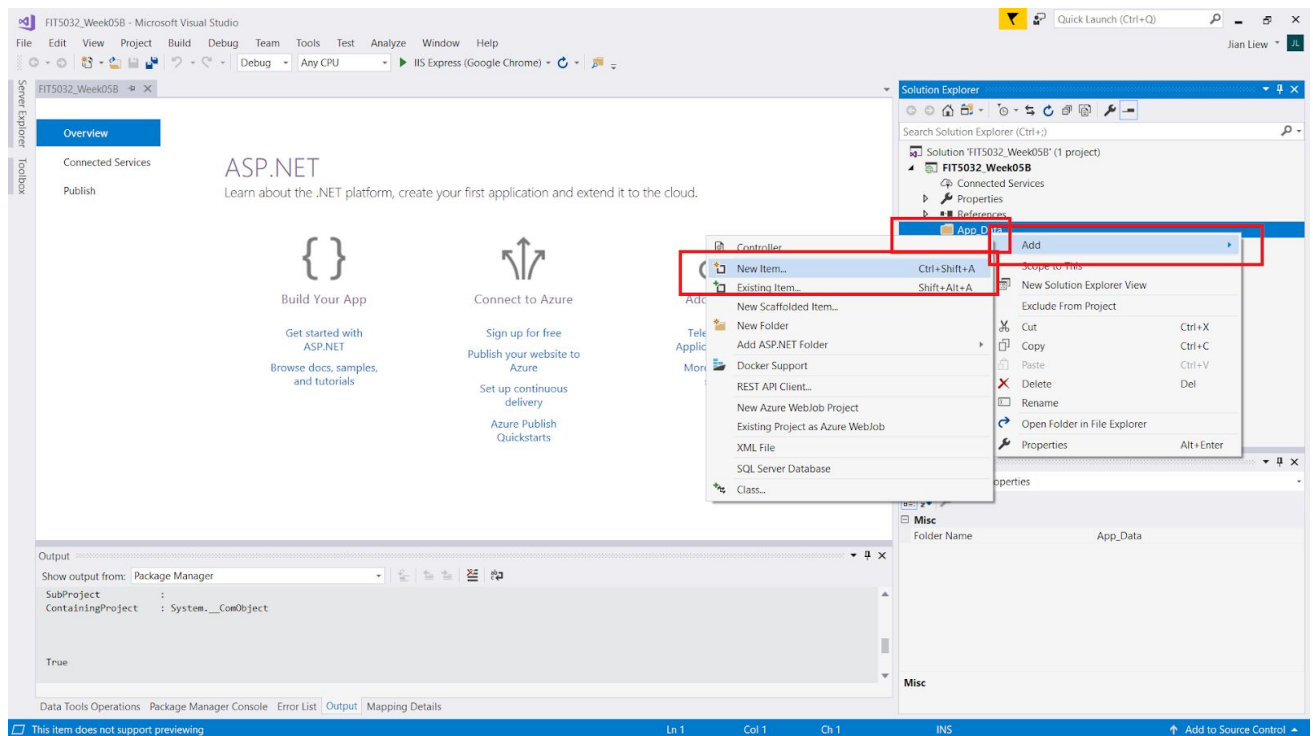 FIT5032_Week05B - Microsoft Visual Studio
Quick Launch (Ctrl+Q)
File Edit View Project Build Debug Team Tools Test Analyze Window Help
Jian Liew JL
Debug Any CPU IIS Express (Google Chrome)
Server Explorer
Toolbox
FIT5032_Week05B
Overview
Connected Services
Publish
ASP.NET
Learn about the .NET platform, create your first application and extend it to the cloud.
Build Your App
Get started with
ASP.NET
Browse docs, samples,
and tutorials
Connect to Azure
Sign up for free
Publish your website to
Azure
Set up continuous
delivery
Azure Publish
Quickstarts
Solution Explorer
Search Solution Explorer (Ctrl+;)
Solution 'FIT5032_Week05B' (1 project)
FIT5032_Week05B
Connected Services
Properties
References
App_Data
Controller...
New Item... Ctrl+Shift+A
Existing Item... Shift+Alt+A
New Scaffolded Item...
New Folder
Add ASP.NET Folder
Docker Support
REST API Client...
New Azure WebJob Project
Existing Project as Azure WebJob
XML File
SQL Server Database
Class...
Add
Scope to This
New Solution Explorer View
Exclude From Project
Cut Ctrl+X
Copy Ctrl+C
Paste Ctrl+V
Delete Del
Rename
Open Folder in File Explorer
Properties Alt+Enter
Misc
Folder Name App_Data
Misc
Output
Show output from: Package Manager
SubProject :
ContainingProject : System.__ComObject
True
Data Tools Operations Package Manager Console Error List Output Mapping Details
This item does not support previewing Ln 1 Col 1 Ch 1 INS Add to Source Control